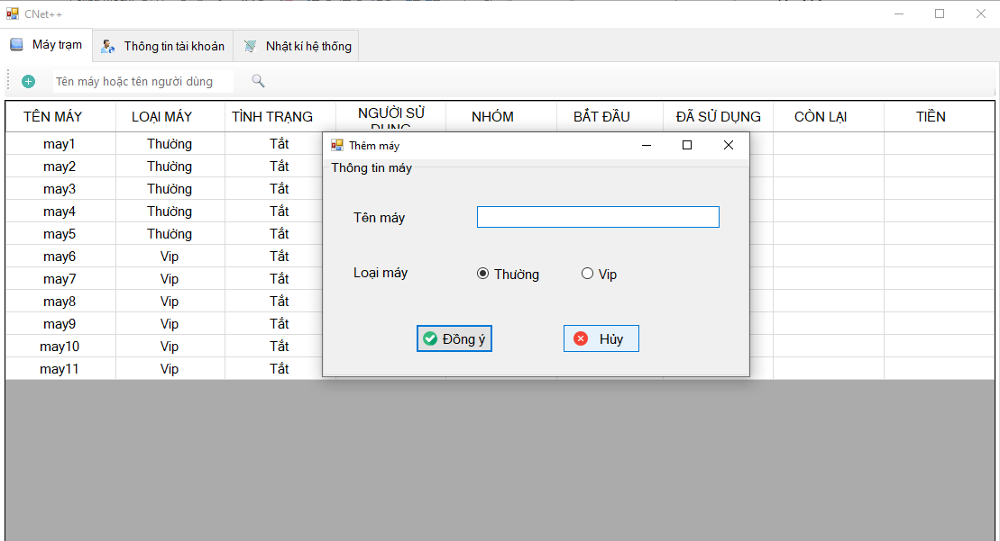 CNet++
Máy trạm Thông tin tài khoản Nhật kí hệ thống
Tên máy hoặc tên người dùng
TÊN MÁY LOẠI MÁY TÌNH TRẠNG NGƯỜI SỬ DỤNG NHÓM BẮT ĐẦU ĐÃ SỬ DỤNG CÒN LẠI TIỀN
may1 Thường Tắt
may2 Thường Tắt
may3 Thường Tắt
may4 Thường Tắt
may5 Thường Tắt
may6 Vip Tắt
may7 Vip Tắt
may8 Vip Tắt
may9 Vip Tắt
may10 Vip Tắt
may11 Vip Tắt
Thêm máy
Thông tin máy
Tên máy
Loại máy Thường Vip
Đồng ý Hủy